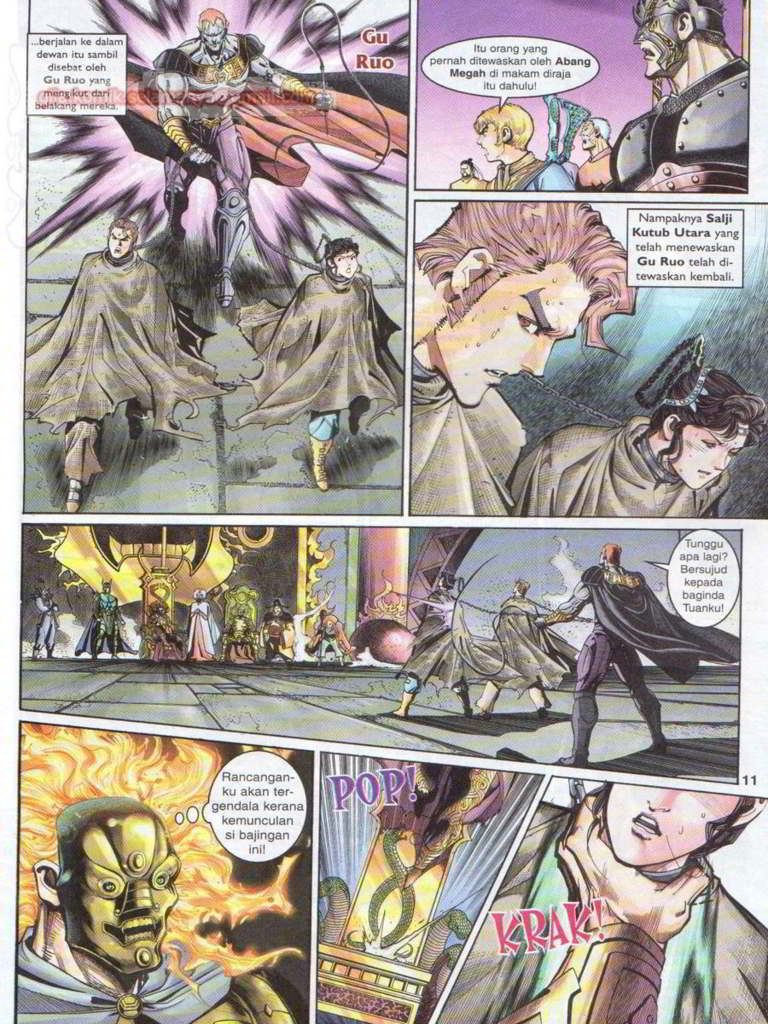 ...berjalan ke dalam
dewan itu sambil
disebat oleh
Gu Ruo yang
mengikut dari
belakang mereka.
Gu
Ruo
Itu orang yang
pernah ditewaskan oleh Abang
Megah di makam diraja
itu dahulu!
Nampaknya Salji
Kutub Utara yang
telah menewaskan
Gu Ruo telah di-
tewaskan kembali.
Tunggu
apa lagi?
Bersujud
kepada
baginda
Tuanku!
Rancangan-
ku akan ter-
gendala kerana
kemunculan
si bajingan
ini!
POP!
11
KRAK!